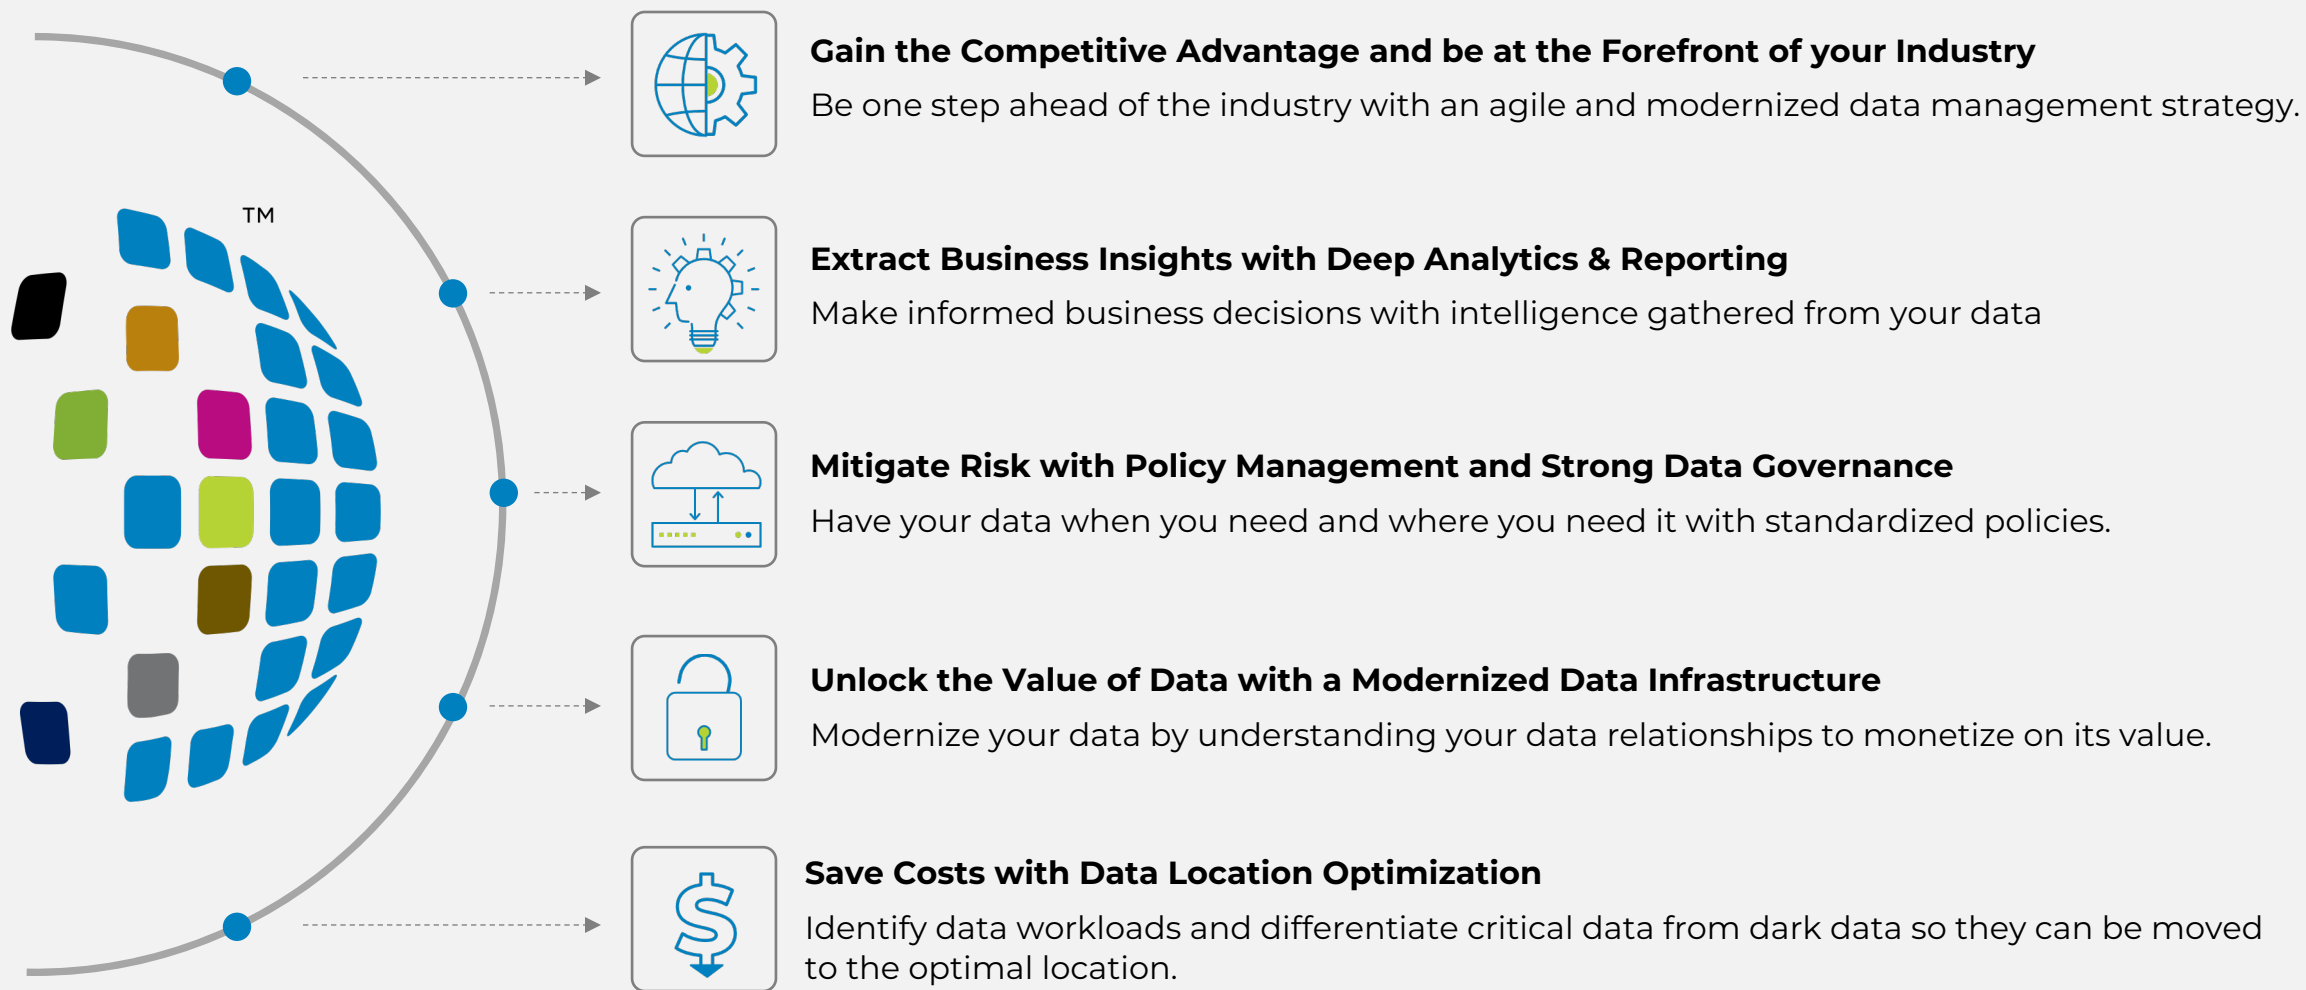 Gain the Competitive Advantage and be at the Forefront of your Industry
Be one step ahead of the industry with an agile and modernized data management strategy.
TM
Extract Business Insights with Deep Analytics & Reporting
Make informed business decisions with intelligence gathered from your data
Mitigate Risk with Policy Management and Strong Data Governance
Have your data when you need and where you need it with standardized policies.
Unlock the Value of Data with a Modernized Data Infrastructure
Modernize your data by understanding your data relationships to monetize on its value.
Save Costs with Data Location Optimization
Identify data workloads and differentiate critical data from dark data so they can be moved
to the optimal location.